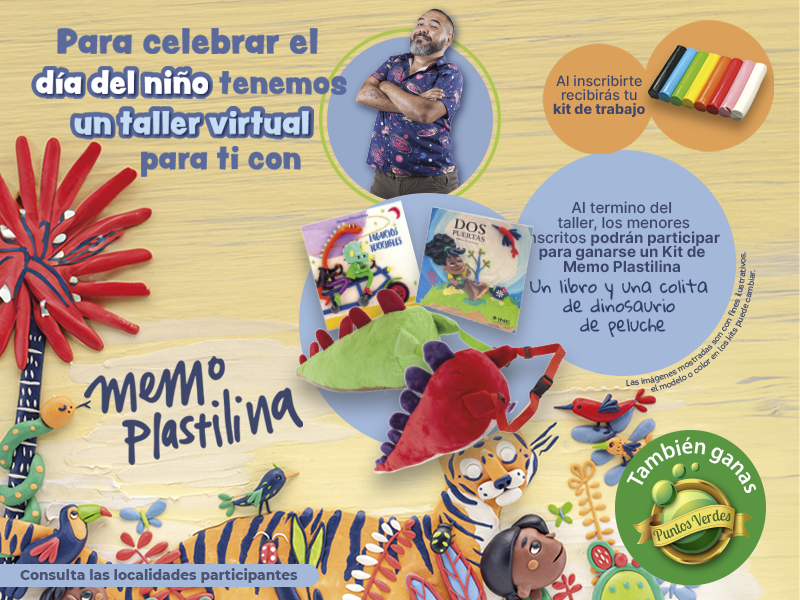 Para celebrar el
día del niño tenemos
un taller virtual
para ti con
Al inscribirte
recibirás tu
kit de trabajo
Al termino del
taller, los menores
nscritos podrán participar
para ganarse un Kit de
Memo Plastilina
Un libro y una colita
de dinosaurio
de peluche
Las imágenes mostradas son con fines ilustrativos.
el modelo o color en los kits puede cambiar.
DOS
PUERTAS
memo
plastilina
También ganas
Puntos Verdes
Consulta las localidades participantes